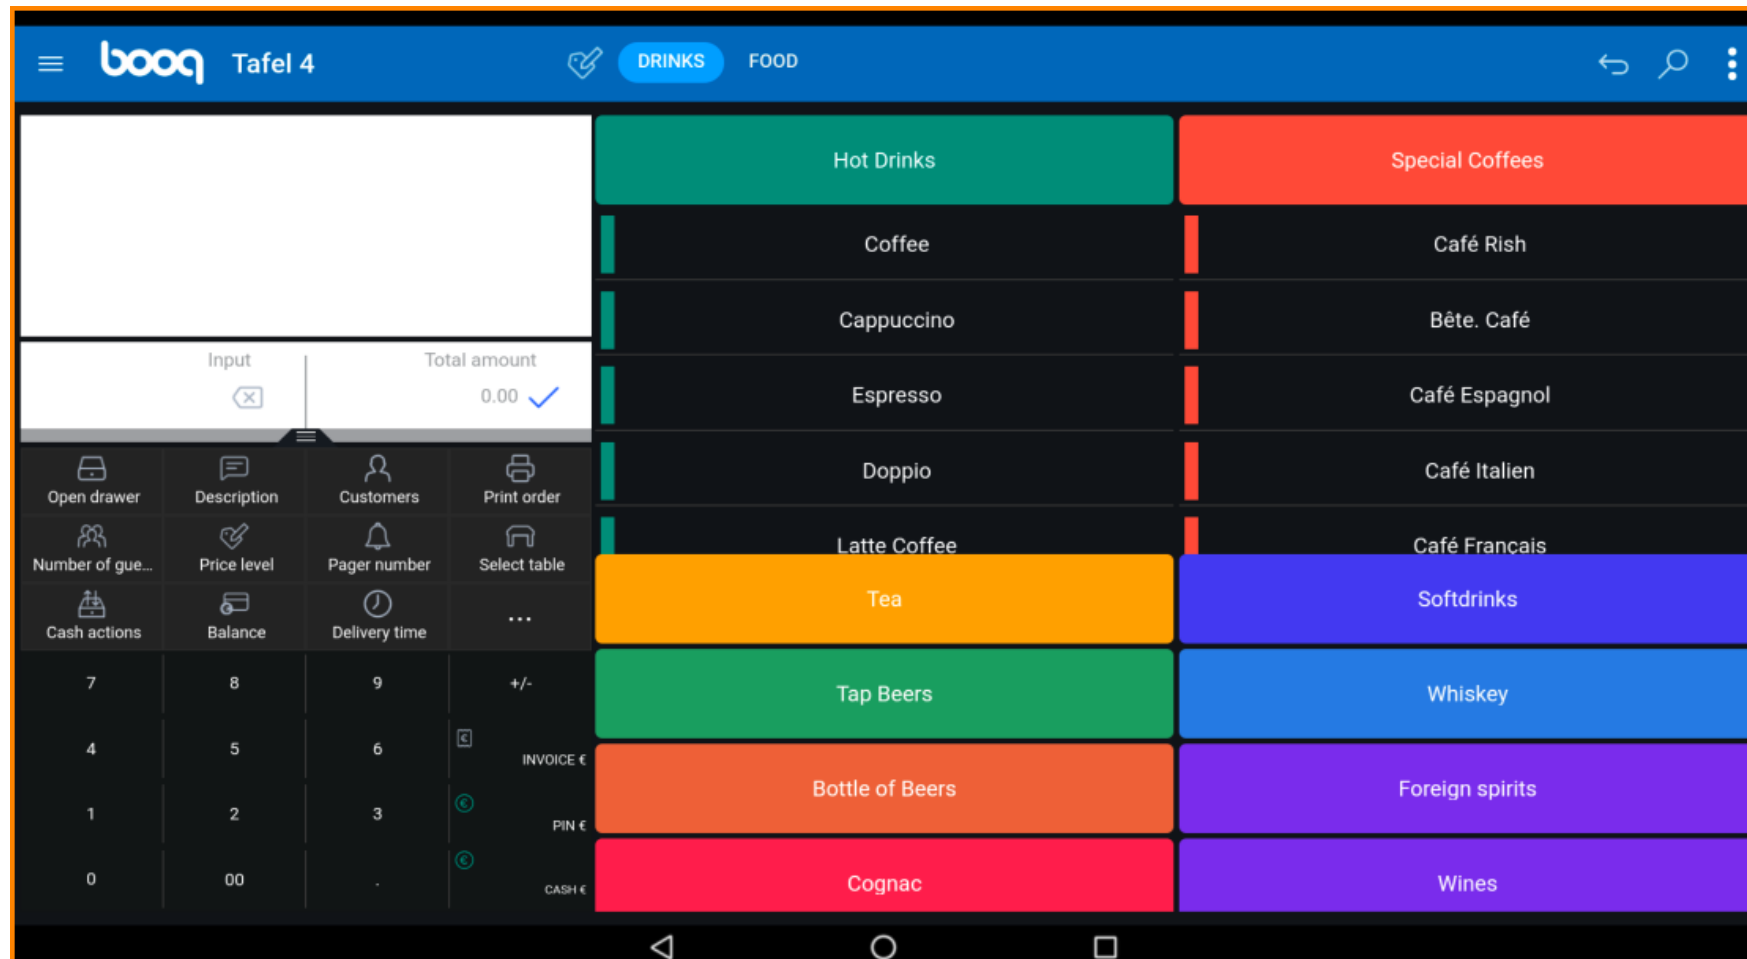 booq Tafel 4 DRINKS FOOD
Hot Drinks Special Coffees
Coffee Café Rish
Cappuccino Bête. Café
Input Total amount
0.00
Espresso Café Espagnol
Doppio Café Italien
Open drawer Description Customers Print order
Latte Coffee Café Français
Number of gue... Price level Pager number Select table
Tea Softdrinks
Cash actions Balance Delivery time ...
7 8 9 +/-
Tap Beers Whiskey
4 5 6 INVOICE €
Bottle of Beers Foreign spirits
1 2 3 PIN €
0 00 . CASH €
Cognac Wines